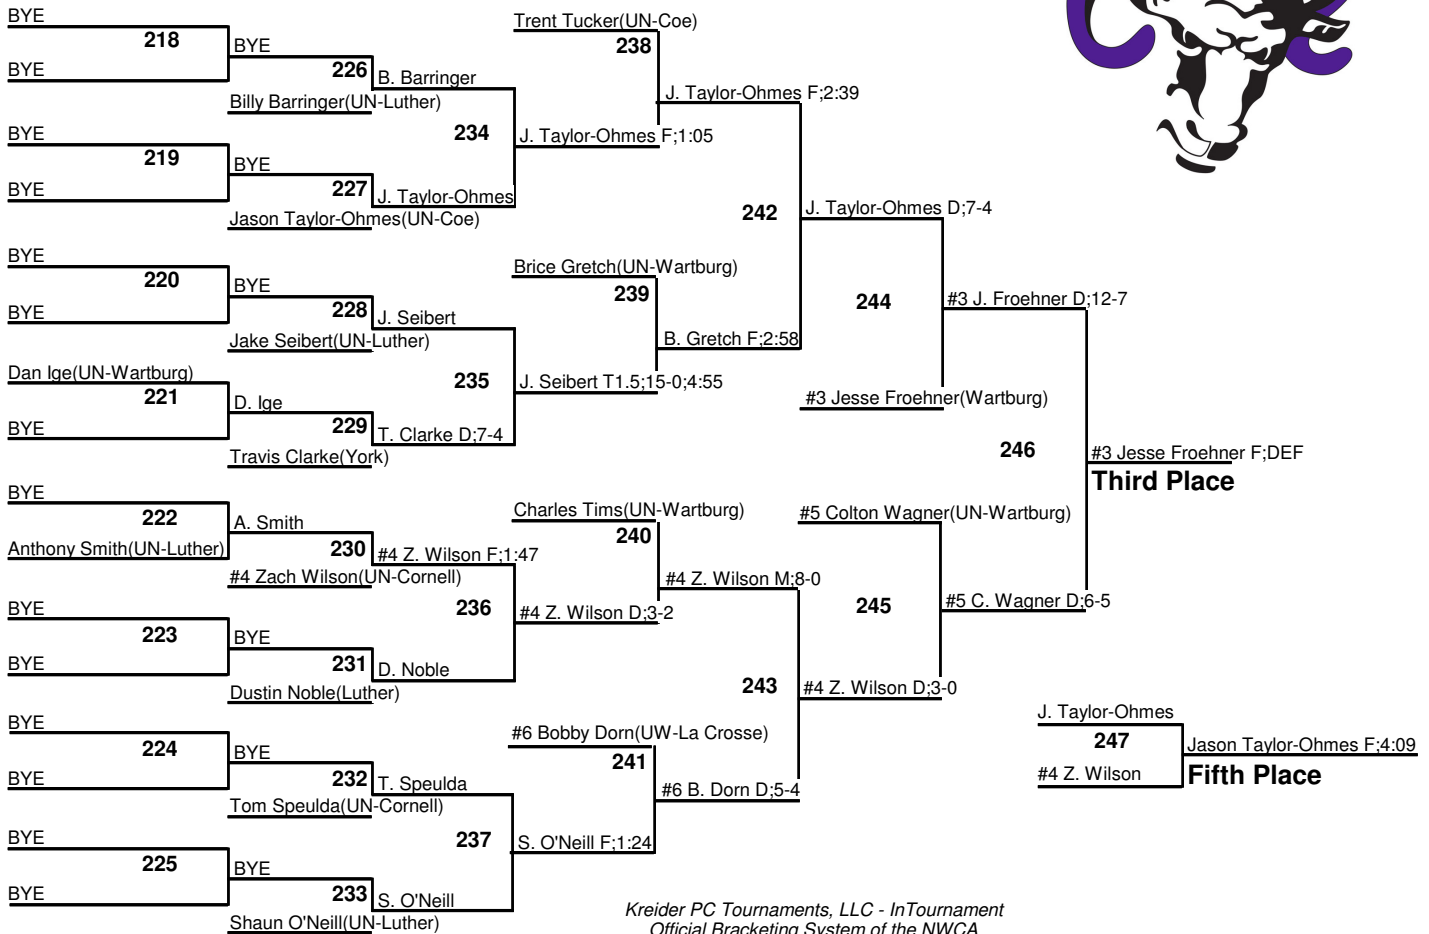 BYE
218
BYE
BYE
226
B. Barringer
Billy Barringer(UN-Luther)
234
BYE
219
BYE
BYE
227
J. Taylor-Ohmes
Jason Taylor-Ohmes(UN-Coe)
Trent Tucker(UN-Coe)
238
J. Taylor-Ohmes F;1:05
J. Taylor-Ohmes F;2:39
242
BYE
220
BYE
BYE
228
J. Seibert
Jake Seibert(UN-Luther)
235
Dan Ige(UN-Wartburg)
221
BYE
D. Ige
229
T. Clarke D;7-4
Travis Clarke(York)
Brice Gretch(UN-Wartburg)
239
J. Seibert T1.5;15-0;4:55
B. Gretch F;2:58
J. Taylor-Ohmes D;7-4
244
#3 Jesse Froehner(Wartburg)
#3 J. Froehner D;12-7
246
#3 Jesse Froehner F;DEF
Third Place
BYE
222
Anthony Smith(UN-Luther)
A. Smith
230
#4 Z. Wilson F;1:47
#4 Zach Wilson(UN-Cornell)
236
BYE
223
BYE
BYE
231
D. Noble
Dustin Noble(Luther)
Charles Tims(UN-Wartburg)
240
#4 Z. Wilson D;3-2
#4 Z. Wilson M;8-0
243
BYE
224
BYE
BYE
232
T. Speulda
Tom Speulda(UN-Cornell)
237
BYE
225
BYE
BYE
233
S. O'Neill
Shaun O'Neill(UN-Luther)
#6 Bobby Dorn(UW-La Crosse)
241
S. O'Neill F;1:24
#6 B. Dorn D;5-4
#5 Colton Wagner(UN-Wartburg)
245
#4 Z. Wilson D;3-0
#5 C. Wagner D;6-5
J. Taylor-Ohmes
247
#4 Z. Wilson
Jason Taylor-Ohmes F;4:09
Fifth Place
Kreider PC Tournaments, LLC - InTournament
Official Bracketing System of the NWCA